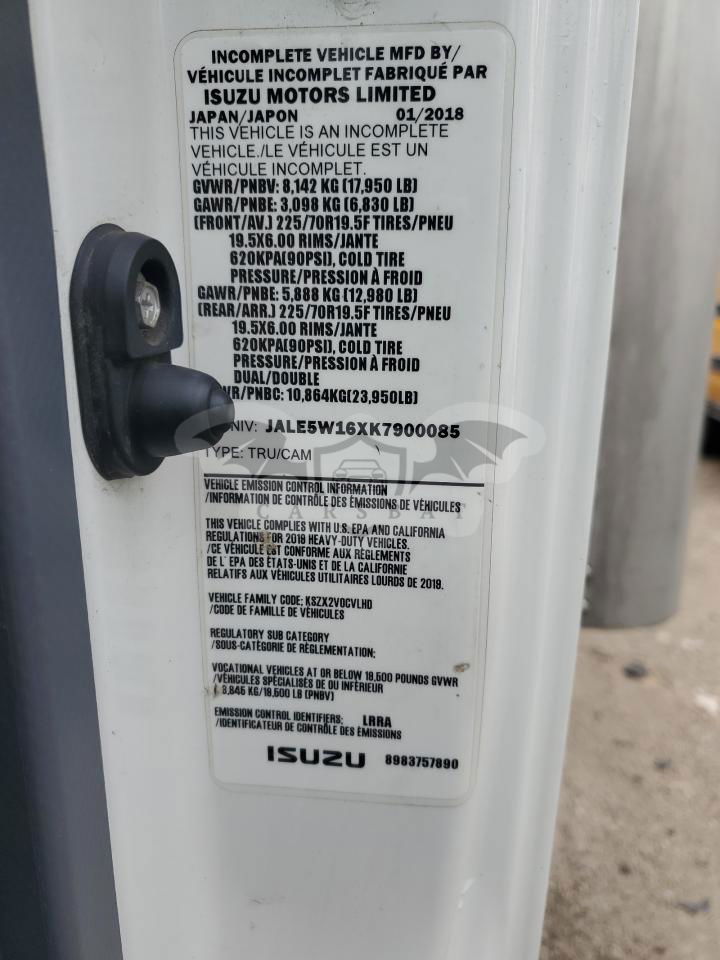 INCOMPLETE VEHICLE MFD BY/
VÉHICULE INCOMPLET FABRIQUÉ PAR
ISUZU MOTORS LIMITED
JAPAN/JAPON 01/2018
THIS VEHICLE IS AN INCOMPLETE
VEHICLE./LE VÉHICULE EST UN
VÉHICULE INCOMPLET.
GVWR/PNBV: 8,142 KG (17,950 LB)
GAWR/PNBE: 3,098 KG (6,830 LB)
(FRONT/AV.) 225/70R19.5F TIRES/PNEU
19.5X6.00 RIMS/JANTE
620KPA(90PSI), COLD TIRE
PRESSURE/PRESSION À FROID
GAWR/PNBE: 5,888 KG (12,980 LB)
(REAR/ARR.) 225/70R19.5F TIRES/PNEU
19.5X6.00 RIMS/JANTE
620KPA(90PSI), COLD TIRE
PRESSURE/PRESSION À FROID
DUAL/DOUBLE
WR/PNBC: 10,864KG(23,950LB)
NIV: JALE5W16XK7900085
TYPE: TRU/CAM
CARSBAT
VEHICLE EMISSION CONTROL INFORMATION
/INFORMATION DE CONTRÔLE DES ÉMISSIONS DE VÉHICULES
THIS VEHICLE COMPLIES WITH U.S. EPA AND CALIFORNIA
REGULATIONS FOR 2019 HEAVY-DUTY VEHICLES.
/CE VÉHICULE EST CONFORME AUX RÈGLEMENTS
DE L'EPA DES ÉTATS-UNIS ET DE LA CALIFORNIE
RELATIFS AUX VÉHICULES UTILITAIRES LOURDS DE 2019.
VEHICLE FAMILY CODE: KSZX2VOCVLHD
/CODE DE FAMILLE DE VÉHICULES
REGULATORY SUB CATEGORY
/SOUS-CATÉGORIE DE RÉGLEMENTATION:
VOCATIONAL VEHICLES AT OR BELOW 19,500 POUNDS GVWR
/VÉHICULES SPÉCIALISÉS DE OU INFÉRIEUR
8,845 KG/19,500 LB (PNBV)
EMISSION CONTROL IDENTIFIERS: LRRA
/IDENTIFICATEUR DE CONTRÔLE DES ÉMISSIONS
ISUZU 8983757890